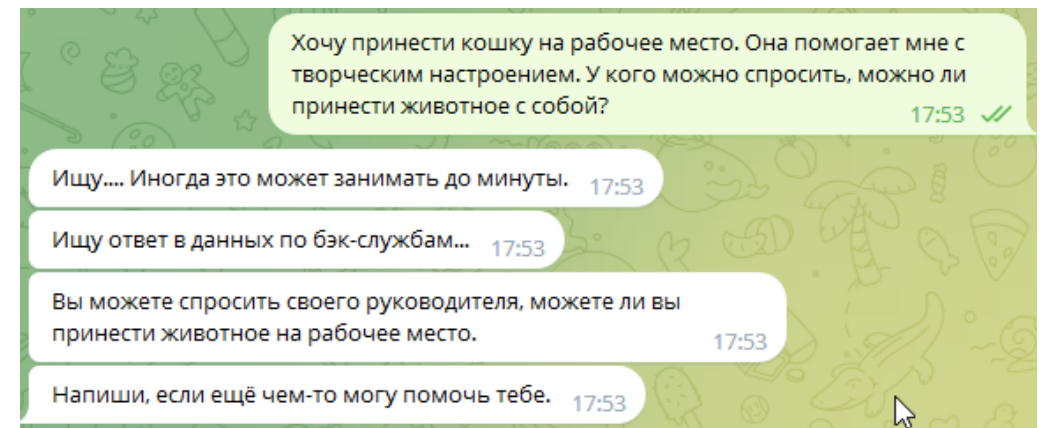 Хочу принести кошку на рабочее место. Она помогает мне с
творческим настроением. У кого можно спросить, можно ли
принести животное с собой?
17:53
Ищу.... Иногда это может занимать до минуты. 17:53
Ищу ответ в данных по бэк-службам... 17:53
Вы можете спросить своего руководителя, можете ли вы
принести животное на рабочее место. 17:53
Напиши, если ещё чем-то могу помочь тебе. 17:53